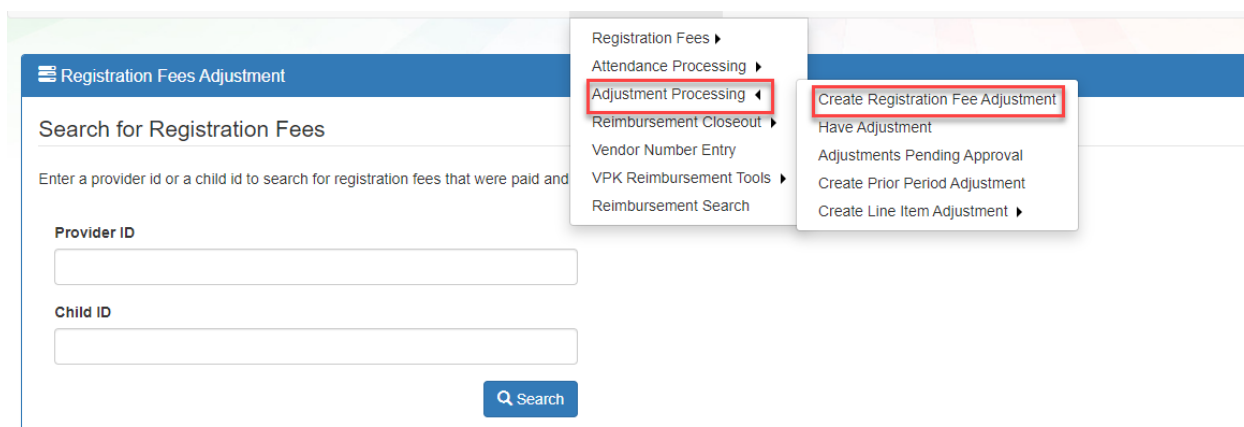 Registration Fees
Attendance Processing
Adjustment Processing
Reimbursement Closeout
Vendor Number Entry
VPK Reimbursement Tools
Reimbursement Search
Create Registration Fee Adjustment
Have Adjustment
Adjustments Pending Approval
Create Prior Period Adjustment
Create Line Item Adjustment
Registration Fees Adjustment
Search for Registration Fees
Enter a provider id or a child id to search for registration fees that were paid and
Provider ID
Child ID
Search